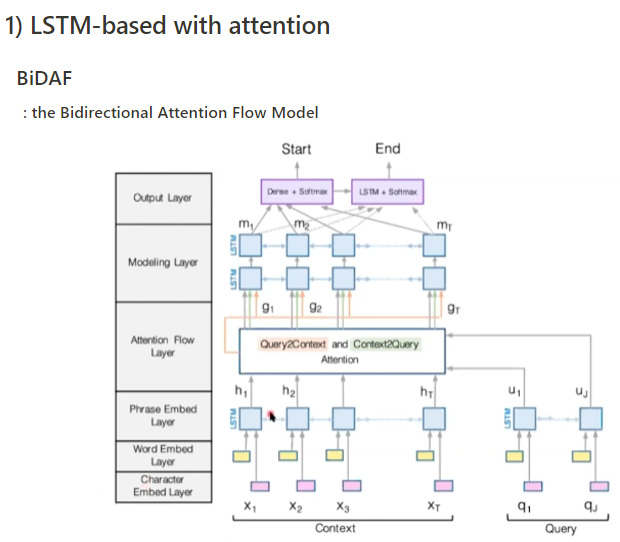 1) LSTM-based with attention
BiDAF
: the Bidirectional Attention Flow Model
Start End
Output Layer
Dense + Softmax
LSTM + Softmax
m₁ m₂ mT
Modeling Layer
LSTM
LSTM
g₁ g₂ gT
Attention Flow
Layer
Query2Context and Context2Query
Attention
h₁ h₂ hT
u₁ uJ
Phrase Embed
Layer
LSTM
LSTM
Word Embed
Layer
Character
Embed Layer
x₁ x₂ x₃ xT
q₁ qJ
Context
Query